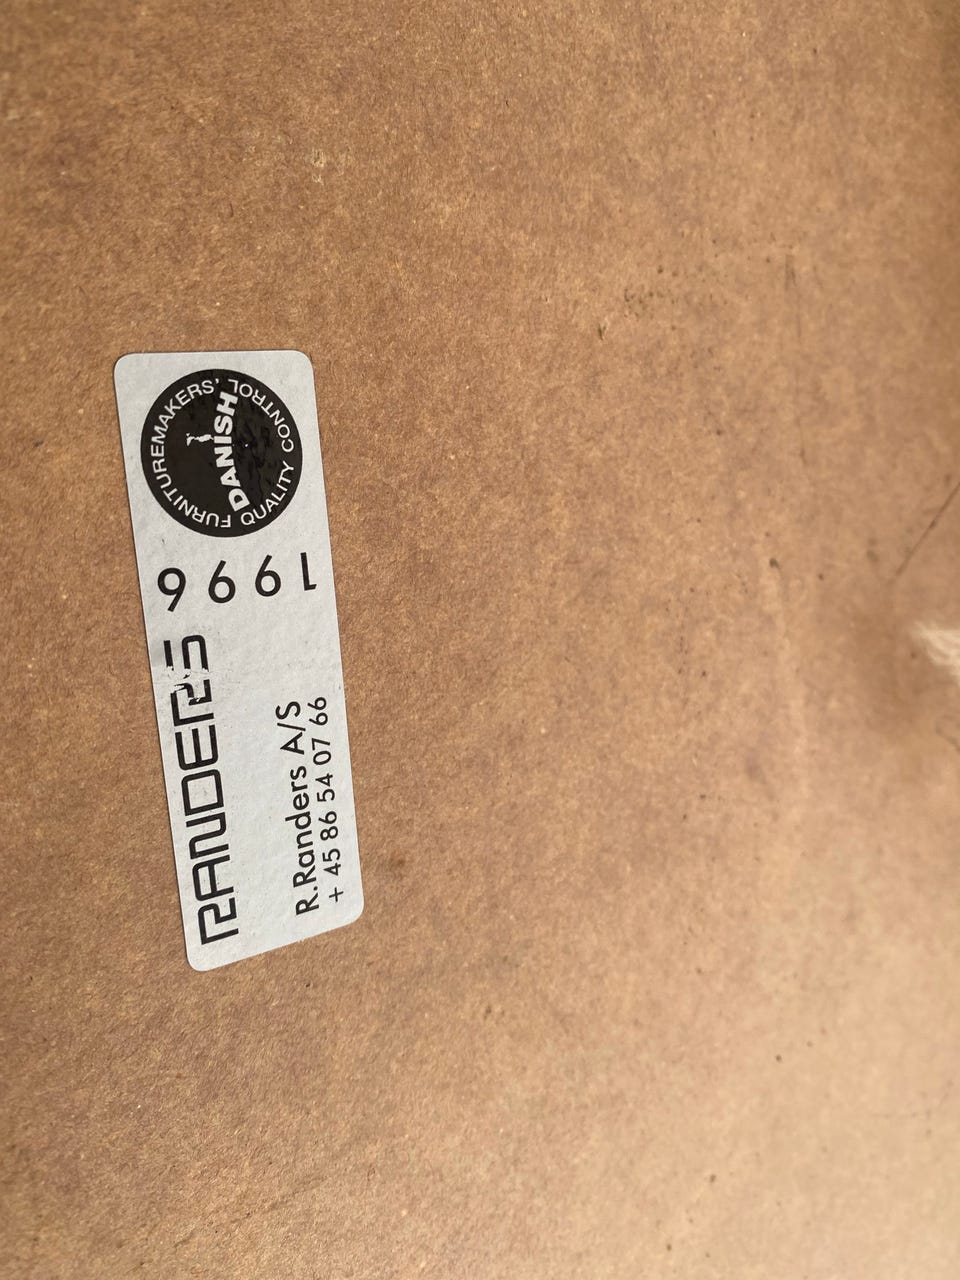 RANDERS
R.Randers A/S
+ 45 86 54 07 66
1996
DANISH
FURNITUREMAKERS'
QUALITY CONTROL